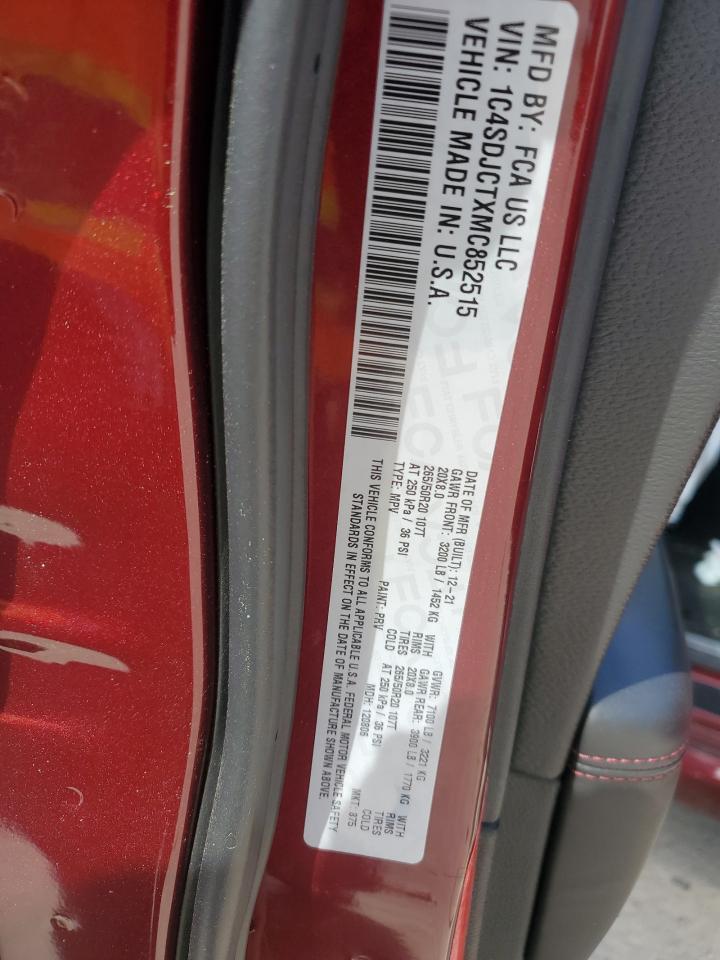 MFD BY: FCA US LLC
VIN: 1C4SDJCTXMC852515
VEHICLE MADE IN: U.S.A.
DATE OF MFR (BUILT): 12-21 GVWR: 7100 LB / 3221 KG
GAWR FRONT: 3200 LB / 1452 KG WITH GAWR REAR: 3900 LB / 1770 KG WITH
20X8.0 RIMS 20X8.0 RIMS
265/50R20 107T TIRES 265/50R20 107T TIRES
AT 250 kPa / 36 PSI COLD AT 250 kPa / 36 PSI COLD
TYPE: MPV PAINT: PRV MDH: 120806 MKT: 875
THIS VEHICLE CONFORMS TO ALL APPLICABLE U.S.A. FEDERAL MOTOR VEHICLE SAFETY
STANDARDS IN EFFECT ON THE DATE OF MANUFACTURE SHOWN ABOVE.